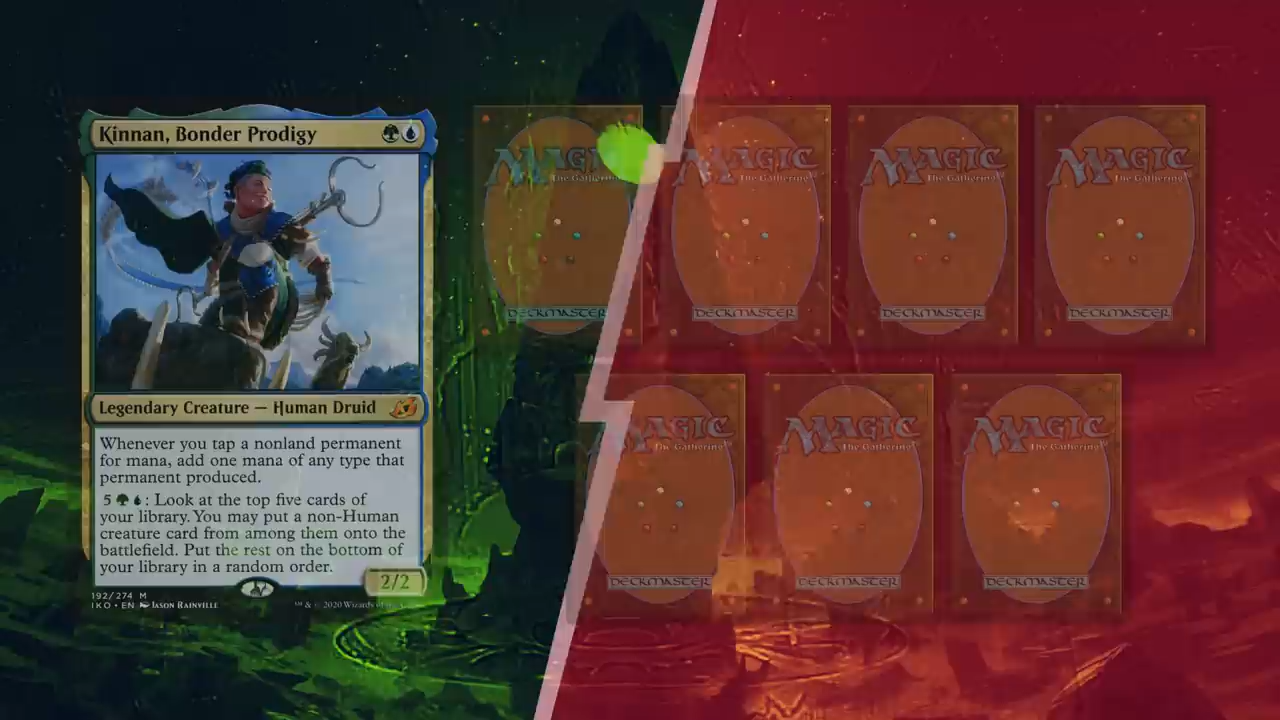 Kinnan, Bonder Prodigy
Legendary Creature — Human Druid
Whenever you tap a nonland permanent
for mana, add one mana of any type that
permanent produced.
5 : Look at the top five cards of
your library. You may put a non-Human
creature card from among them onto the
battlefield. Put the rest on the bottom of
your library in a random order.
2/2
192/274 M
IKO • EN JASON RAINVILLE
™ & © 2020 Wizards of
MAGIC
The Gathering
DECKMASTER
MAGIC
The Gathering
DECKMASTER
MAGIC
The Gathering
DECKMASTER
MAGIC
The Gathering
DECKMASTER
MAGIC
The Gathering
DECKMASTER
MAGIC
The Gathering
DECKMASTER
MAGIC
The Gathering
DECKMASTER